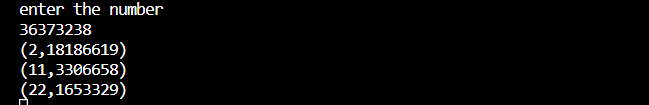 enter the number
36373238
(2,18186619)
(11,3306658)
(22,1653329)